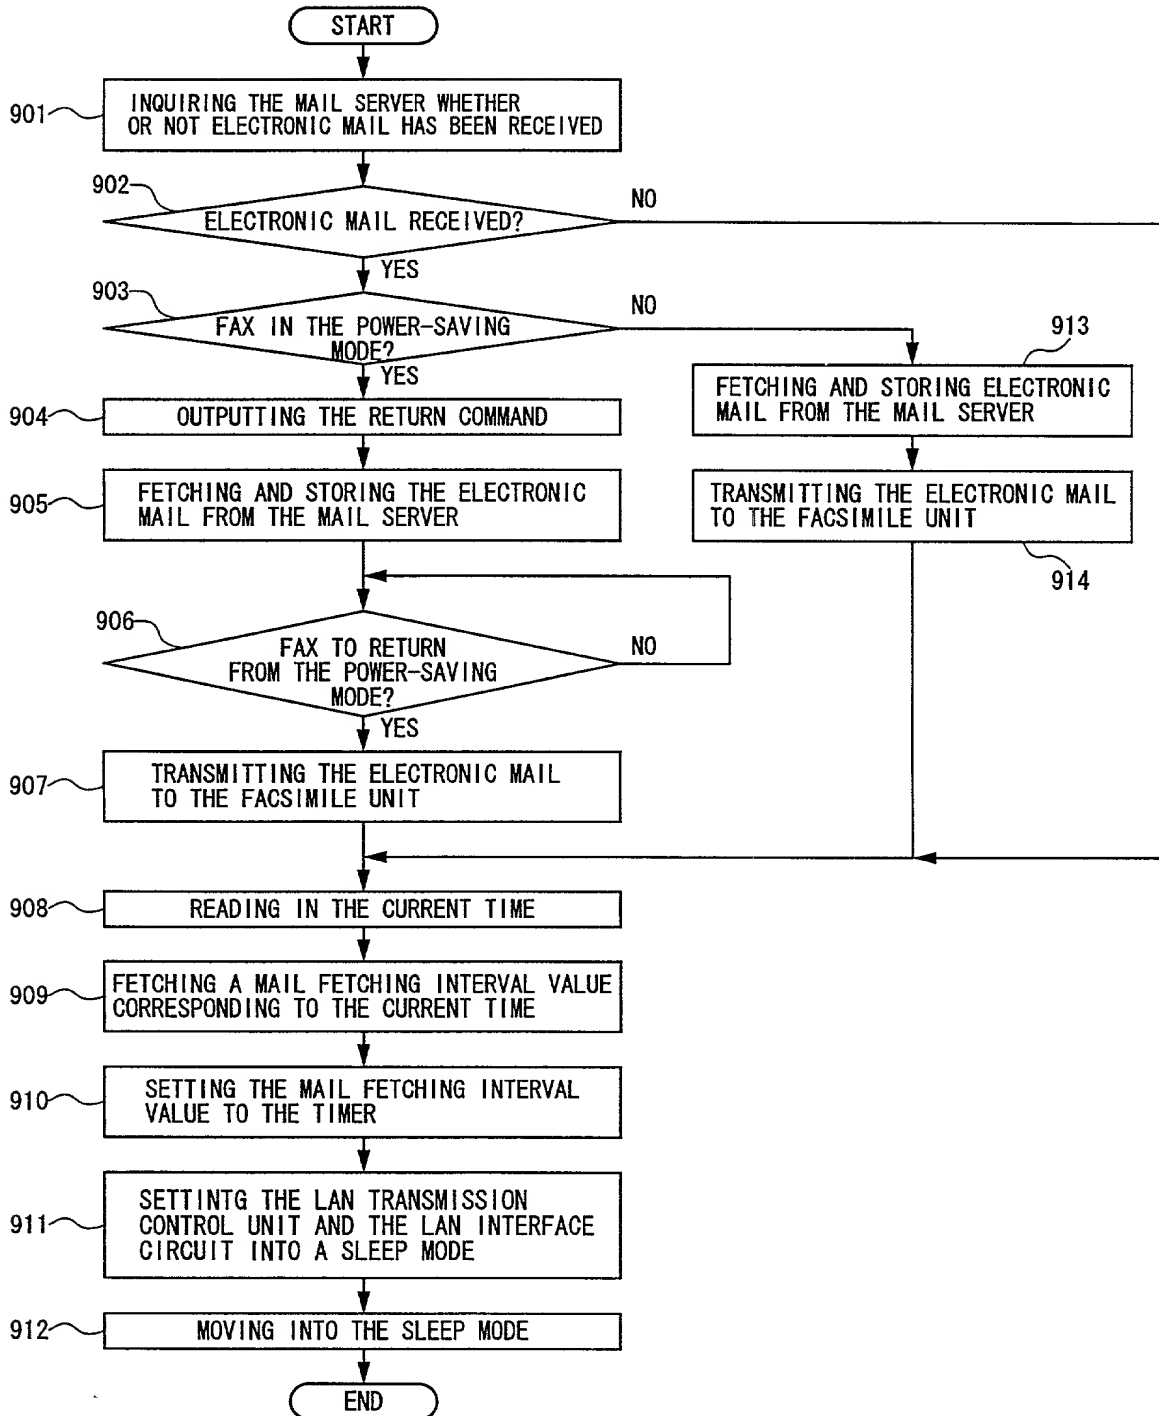 START
901
INQUIRING THE MAIL SERVER WHETHER
OR NOT ELECTRONIC MAIL HAS BEEN RECEIVED
902
ELECTRONIC MAIL RECEIVED?
NO
YES
903
FAX IN THE POWER-SAVING
MODE?
NO
YES
913
FETCHING AND STORING ELECTRONIC
MAIL FROM THE MAIL SERVER
904
OUTPUTTING THE RETURN COMMAND
905
FETCHING AND STORING THE ELECTRONIC
MAIL FROM THE MAIL SERVER
TRANSMITTING THE ELECTRONIC MAIL
TO THE FACSIMILE UNIT
914
906
FAX TO RETURN
FROM THE POWER-SAVING
MODE?
NO
YES
907
TRANSMITTING THE ELECTRONIC MAIL
TO THE FACSIMILE UNIT
908
READING IN THE CURRENT TIME
909
FETCHING A MAIL FETCHING INTERVAL VALUE
CORRESPONDING TO THE CURRENT TIME
910
SETTING THE MAIL FETCHING INTERVAL
VALUE TO THE TIMER
911
SETTINTG THE LAN TRANSMISSION
CONTROL UNIT AND THE LAN INTERFACE
CIRCUIT INTO A SLEEP MODE
912
MOVING INTO THE SLEEP MODE
END